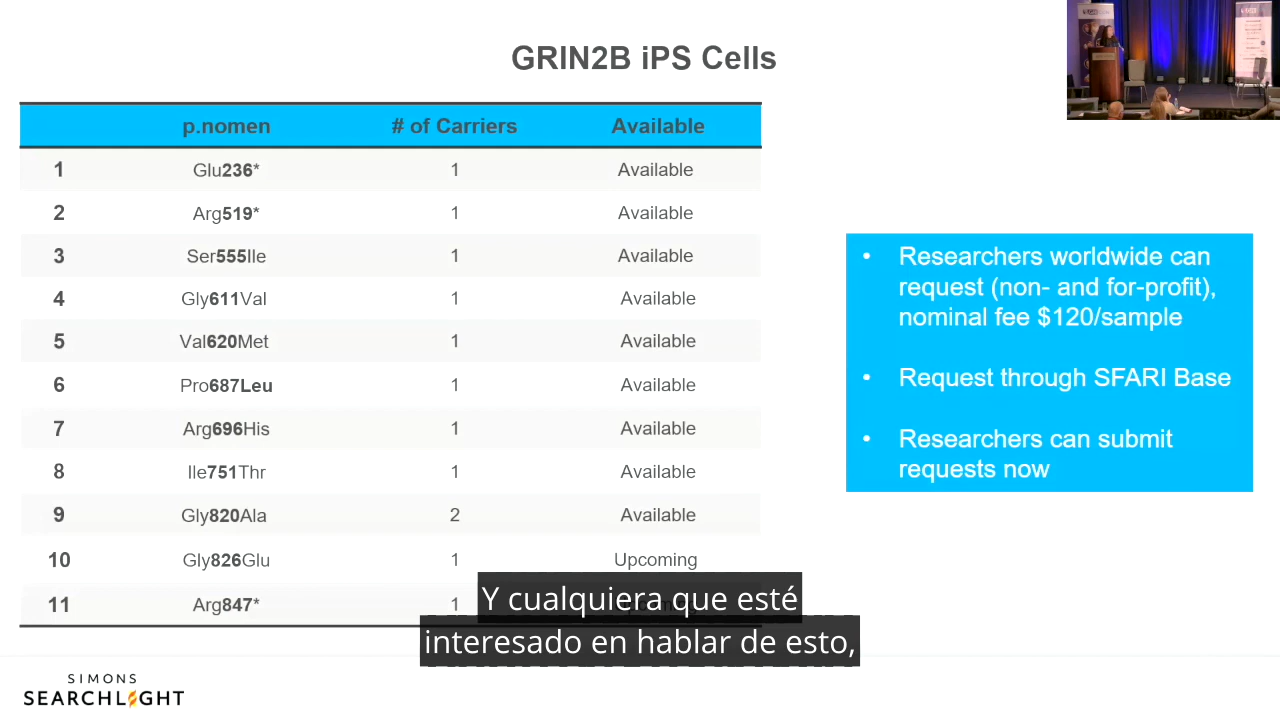 GRIN2B iPS Cells
p.nomen # of Carriers Available
1 Glu236* 1 Available
2 Arg519* 1 Available
3 Ser555Ile 1 Available
4 Gly611Val 1 Available
5 Val620Met 1 Available
6 Pro687Leu 1 Available
7 Arg696His 1 Available
8 Ile751Thr 1 Available
9 Gly820Ala 2 Available
10 Gly826Glu 1 Upcoming
11 Arg847* 1
• Researchers worldwide can
request (non- and for-profit),
nominal fee $120/sample
• Request through SFARI Base
• Researchers can submit
requests now
Y cualquiera que esté
interesado en hablar de esto,
SIMONS
SEARCHLIGHT